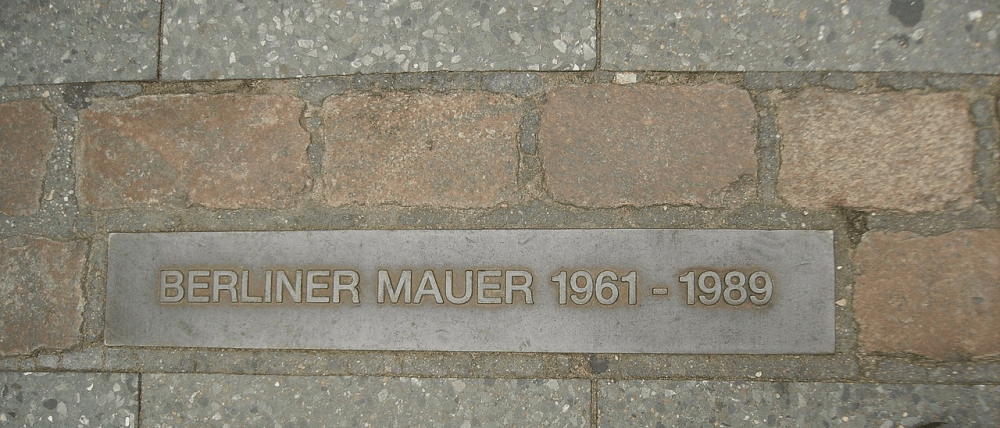 BERLINER MAUER 1961 - 1989